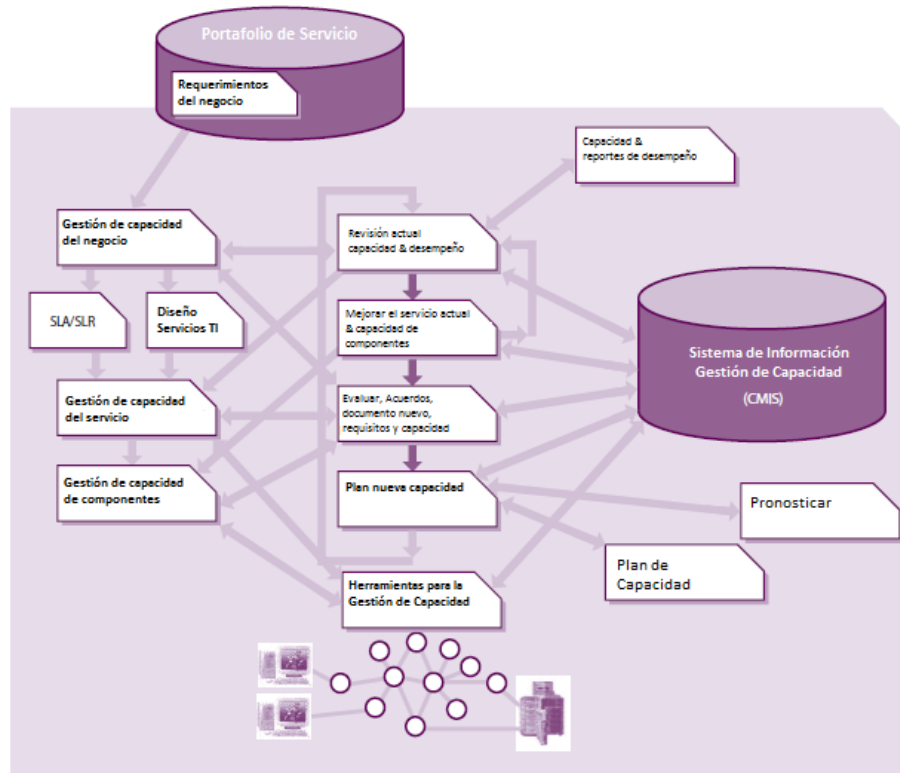 Portafolio de Servicio
Requerimientos
del negocio
Capacidad &
reportes de desempeño
Gestión de capacidad
del negocio
Revisión actual
capacidad & desempeño
SLA/SLR
Diseño
Servicios TI
Mejorar el servicio actual
& capacidad de
componentes
Sistema de Información
Gestión de Capacidad
(CMIS)
Gestión de capacidad
del servicio
Evaluar, Acuerdos,
documento nuevo,
requisitos y capacidad
Gestión de capacidad
de componentes
Plan nueva capacidad
Pronosticar
Plan de
Capacidad
Herramientas para la
Gestión de Capacidad